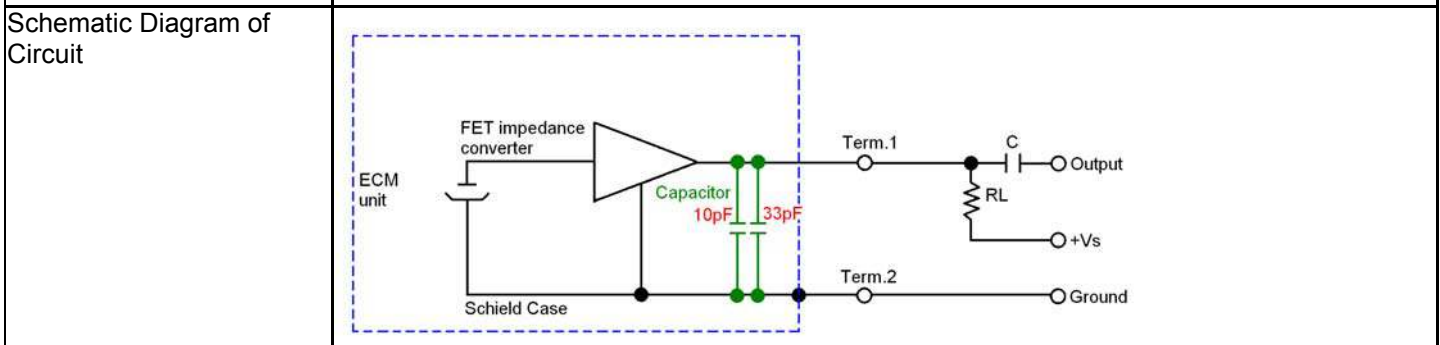 Schematic Diagram of
Circuit
FET impedance
converter
ECM
unit
Capacitor
10pF
33pF
Schield Case
Term.1
C
Output
RL
+Vs
Term.2
Ground